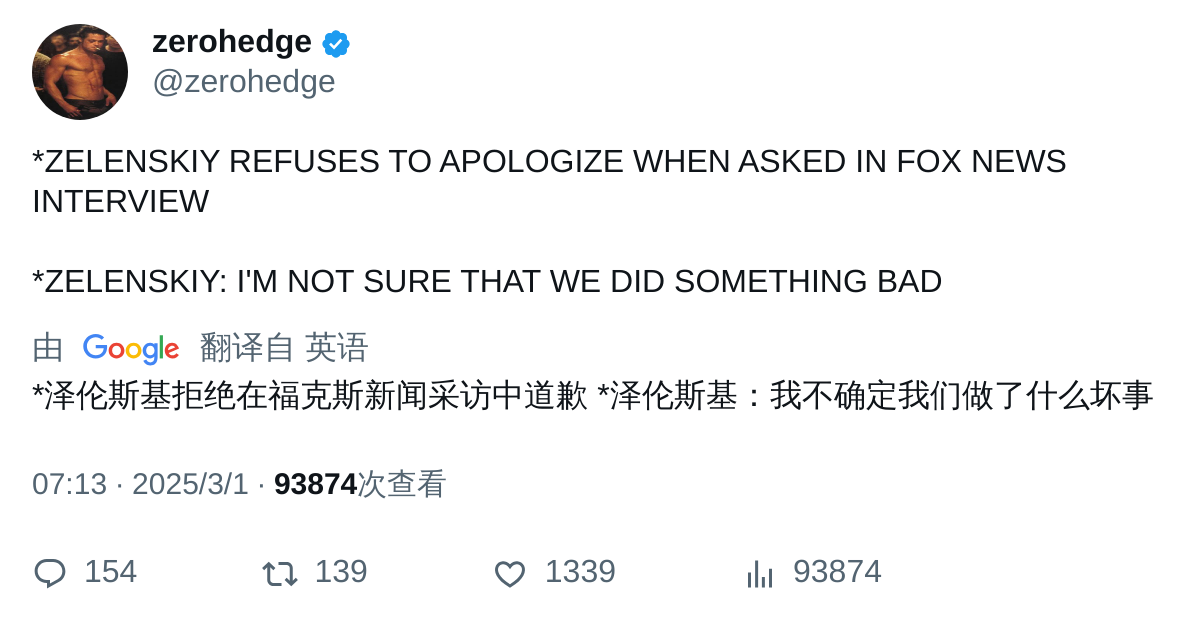 zerohedge
@zerohedge
*ZELENSKIY REFUSES TO APOLOGIZE WHEN ASKED IN FOX NEWS
INTERVIEW
*ZELENSKIY: I'M NOT SURE THAT WE DID SOMETHING BAD
由 Google 翻译自 英语
*泽伦斯基拒绝在福克斯新闻采访中道歉 *泽伦斯基：我不确定我们做了什么坏事
07:13 · 2025/3/1 · 93874次查看
154 139 1339 93874